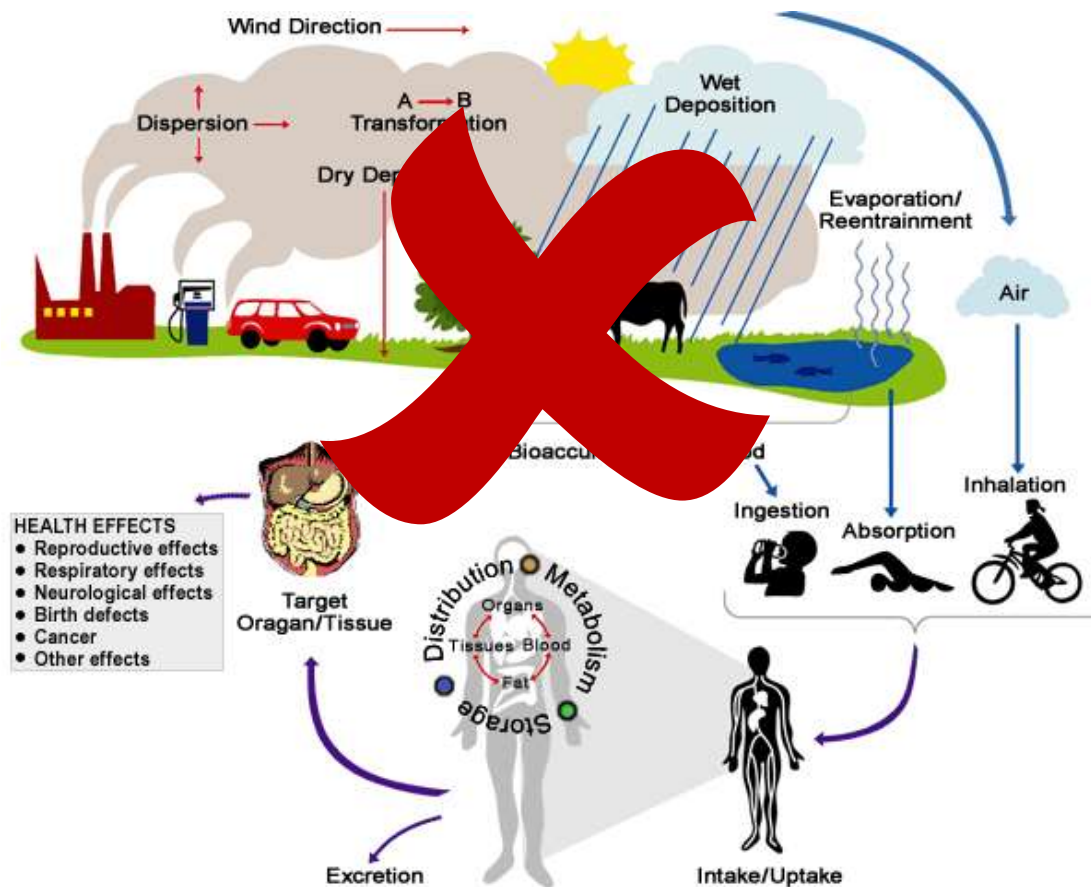 Wind Direction
Wet
Deposition
A B
Dispersion
Transformation
Dry
Evaporation/
Reentrainment
Air
Inhalation
Ingestion
Absorption
HEALTH EFFECTS
● Reproductive effects
● Respiratory effects
● Neurological effects
● Birth defects
● Cancer
● Other effects
Target
Oragan/Tissue
Distribution
Metabolism
Storage
Organs
Tissues Blood
Fat
Excretion
Intake/Uptake